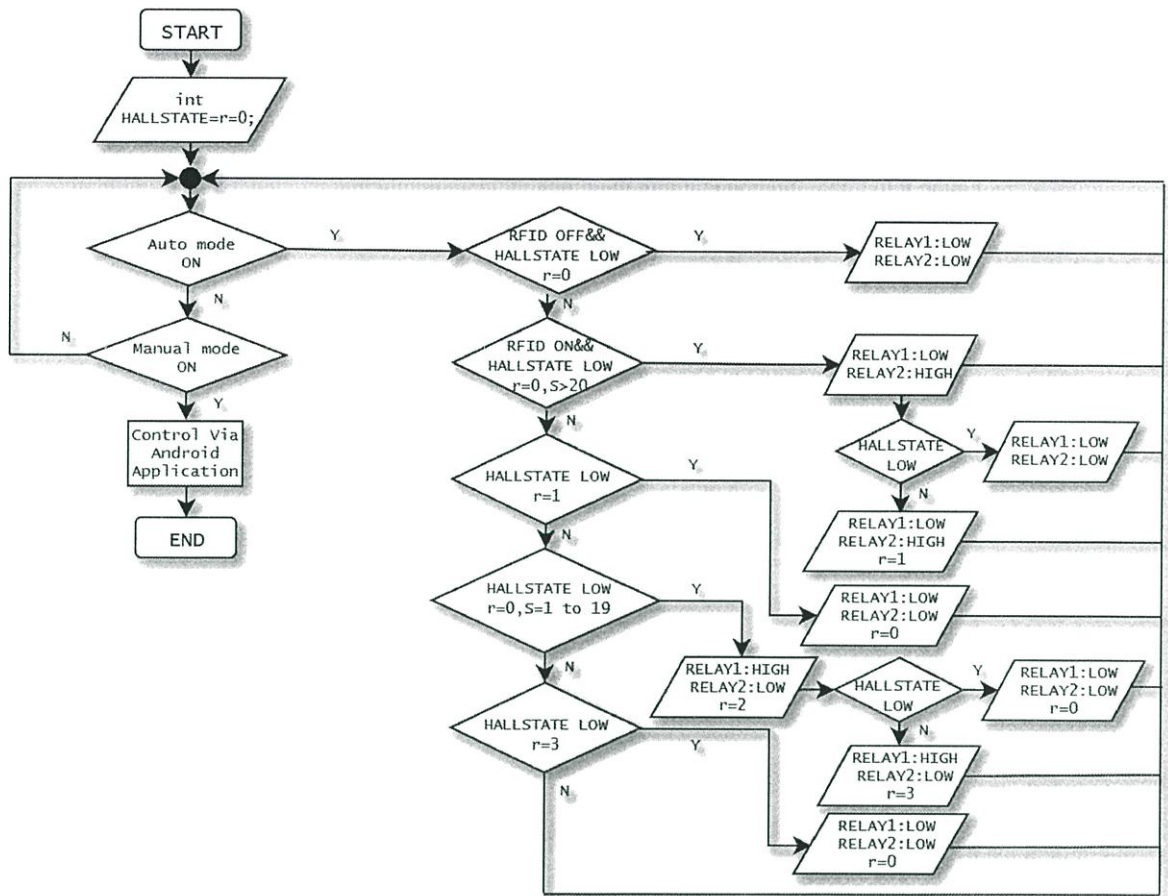 START
int
HALLSTATE=r=0;
Auto mode
ON
Y
N
Manual mode
ON
N
Y
Control Via
Android
Application
END
RFID OFF&&
HALLSTATE LOW
r=0
Y
N
RELAY1:LOW
RELAY2:LOW
RFID ON&&
HALLSTATE LOW
r=0,S>20
Y
N
RELAY1:LOW
RELAY2:HIGH
HALLSTATE
LOW
Y
N
RELAY1:LOW
RELAY2:LOW
RELAY1:LOW
RELAY2:HIGH
r=1
HALLSTATE LOW
r=1
Y
N
RELAY1:LOW
RELAY2:LOW
r=0
HALLSTATE LOW
r=0,S=1 to 19
Y
N
RELAY1:HIGH
RELAY2:LOW
r=2
HALLSTATE
LOW
Y
N
RELAY1:LOW
RELAY2:LOW
r=0
RELAY1:HIGH
RELAY2:LOW
r=3
HALLSTATE LOW
r=3
Y
N
RELAY1:LOW
RELAY2:LOW
r=0